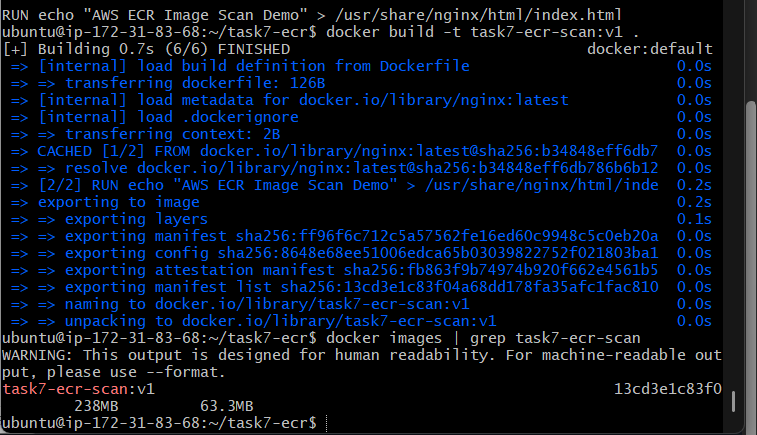 RUN echo "AWS ECR Image Scan Demo" > /usr/share/nginx/html/index.html
ubuntu@ip-172-31-83-68:~/task7-ecr$ docker build -t task7-ecr-scan:v1 .
[+] Building 0.7s (6/6) FINISHED docker:default
=> [internal] load build definition from Dockerfile 0.0s
=> => transferring dockerfile: 126B 0.0s
=> [internal] load metadata for docker.io/library/nginx:latest 0.0s
=> [internal] load .dockerignore 0.0s
=> => transferring context: 2B 0.0s
=> CACHED [1/2] FROM docker.io/library/nginx:latest@sha256:b34848eff6db7 0.0s
=> => resolve docker.io/library/nginx:latest@sha256:b34848eff6db786b6b12 0.0s
=> [2/2] RUN echo "AWS ECR Image Scan Demo" > /usr/share/nginx/html/inde 0.2s
=> exporting to image 0.2s
=> => exporting layers 0.1s
=> => exporting manifest sha256:ff96f6c712c5a57562fe16ed60c9948c5c0eb20a 0.0s
=> => exporting config sha256:8648e68ee51006edca65b03039822752f021803ba1 0.0s
=> => exporting attestation manifest sha256:fb863f9b74974b920f662e4561b5 0.0s
=> => exporting manifest list sha256:13cd3e1c83f04a68dd178fa35afc1fac810 0.0s
=> => naming to docker.io/library/task7-ecr-scan:v1 0.0s
=> => unpacking to docker.io/library/task7-ecr-scan:v1 0.0s
ubuntu@ip-172-31-83-68:~/task7-ecr$ docker images | grep task7-ecr-scan
WARNING: This output is designed for human readability. For machine-readable out
put, please use --format.
task7-ecr-scan:v1 13cd3e1c83f0
238MB 63.3MB
ubuntu@ip-172-31-83-68:~/task7-ecr$